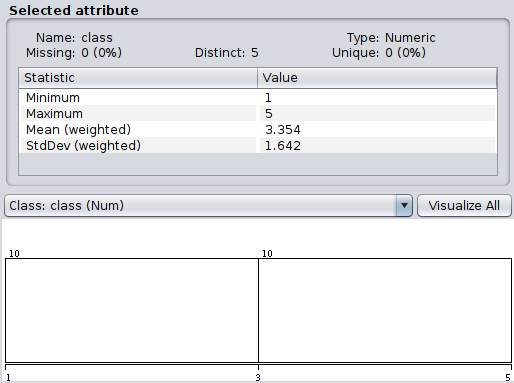 Selected attribute
Name: class Type: Numeric
Missing: 0 (0%) Distinct: 5 Unique: 0 (0%)
Statistic Value
Minimum 1
Maximum 5
Mean (weighted) 3.354
StdDev (weighted) 1.642
Class: class (Num) Visualize All
10 10
1 3 5